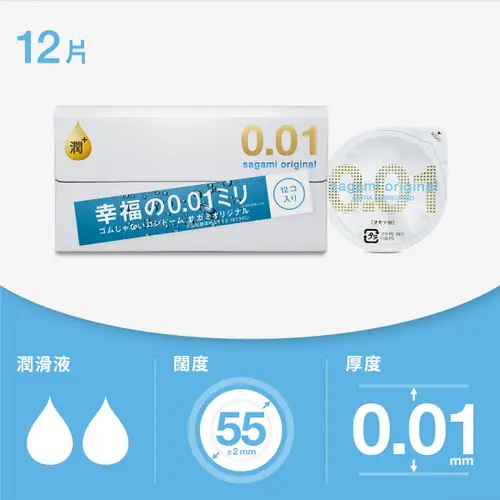 12片
潤+
0.01
sagami original
幸福の0.01ミリ
ゴムじゃないコンドーム サガミオリジナル
12コ
入り
0.01
sagami original
EXTRA LUBRICATED
潤滑液
闊度
厚度
55
±2mm
0.01
mm